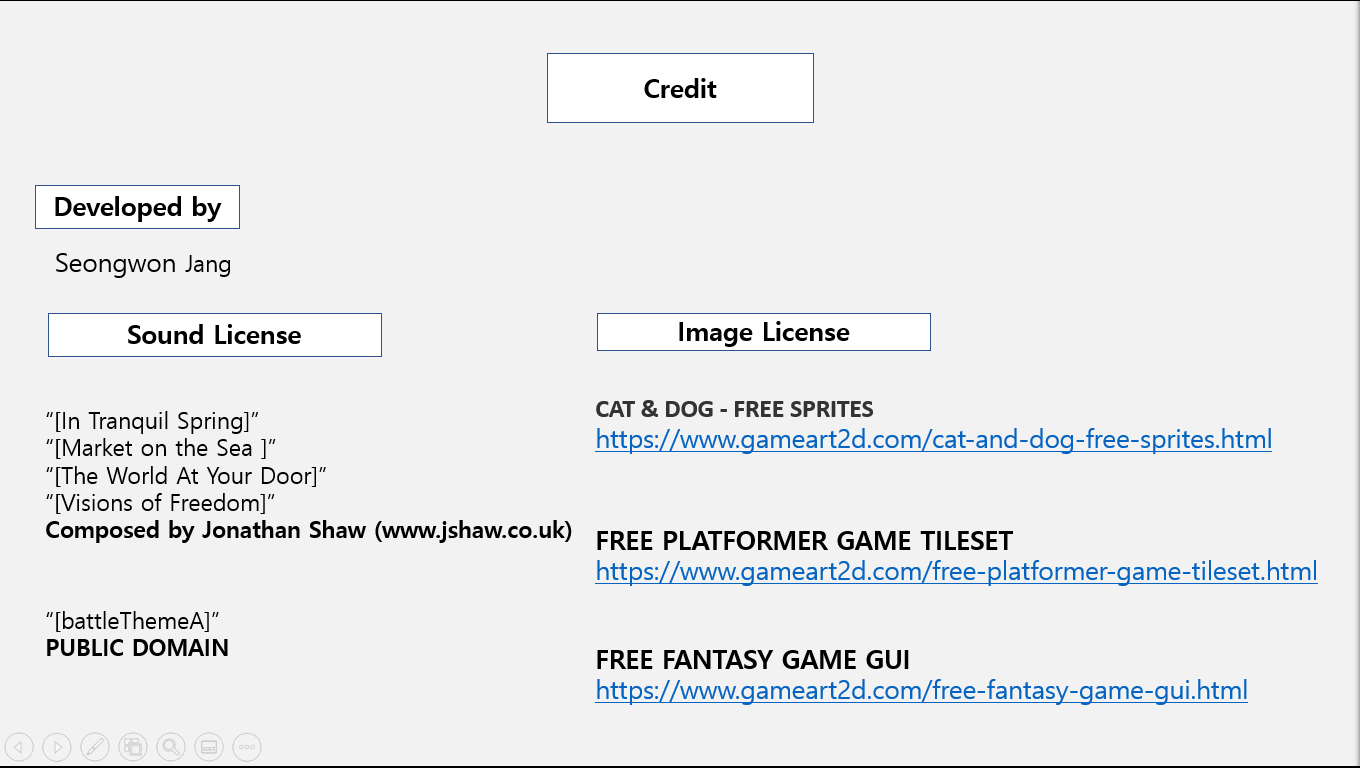 Credit
Developed by
Seongwon Jang
Sound License
“[In Tranquil Spring]”
“[Market on the Sea ]”
“[The World At Your Door]”
“[Visions of Freedom]”
Composed by Jonathan Shaw (www.jshaw.co.uk)
“[battleThemeA]”
PUBLIC DOMAIN
Image License
CAT & DOG - FREE SPRITES
https://www.gameart2d.com/cat-and-dog-free-sprites.html
FREE PLATFORMER GAME TILESET
https://www.gameart2d.com/free-platformer-game-tileset.html
FREE FANTASY GAME GUI
https://www.gameart2d.com/free-fantasy-game-gui.html